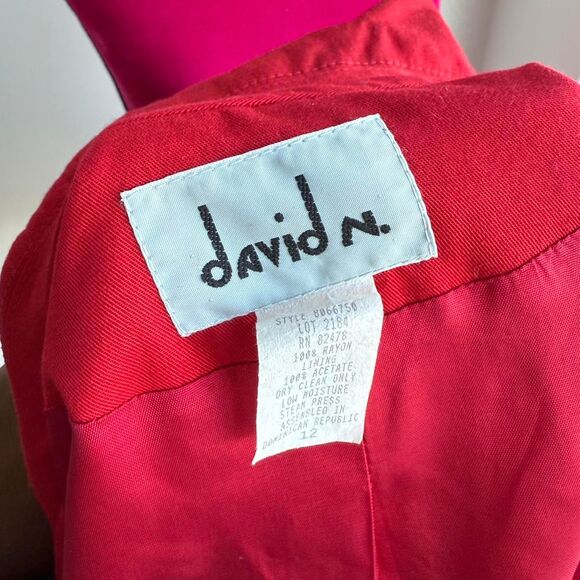 david N.
STYLE 8066750
LOT 2184
RN 82478
100% RAYON
LINING
100% ACETATE
DRY CLEAN ONLY
LOW MOISTURE
STEAM PRESS
ASSEMBLED IN
DOMINICAN REPUBLIC
12